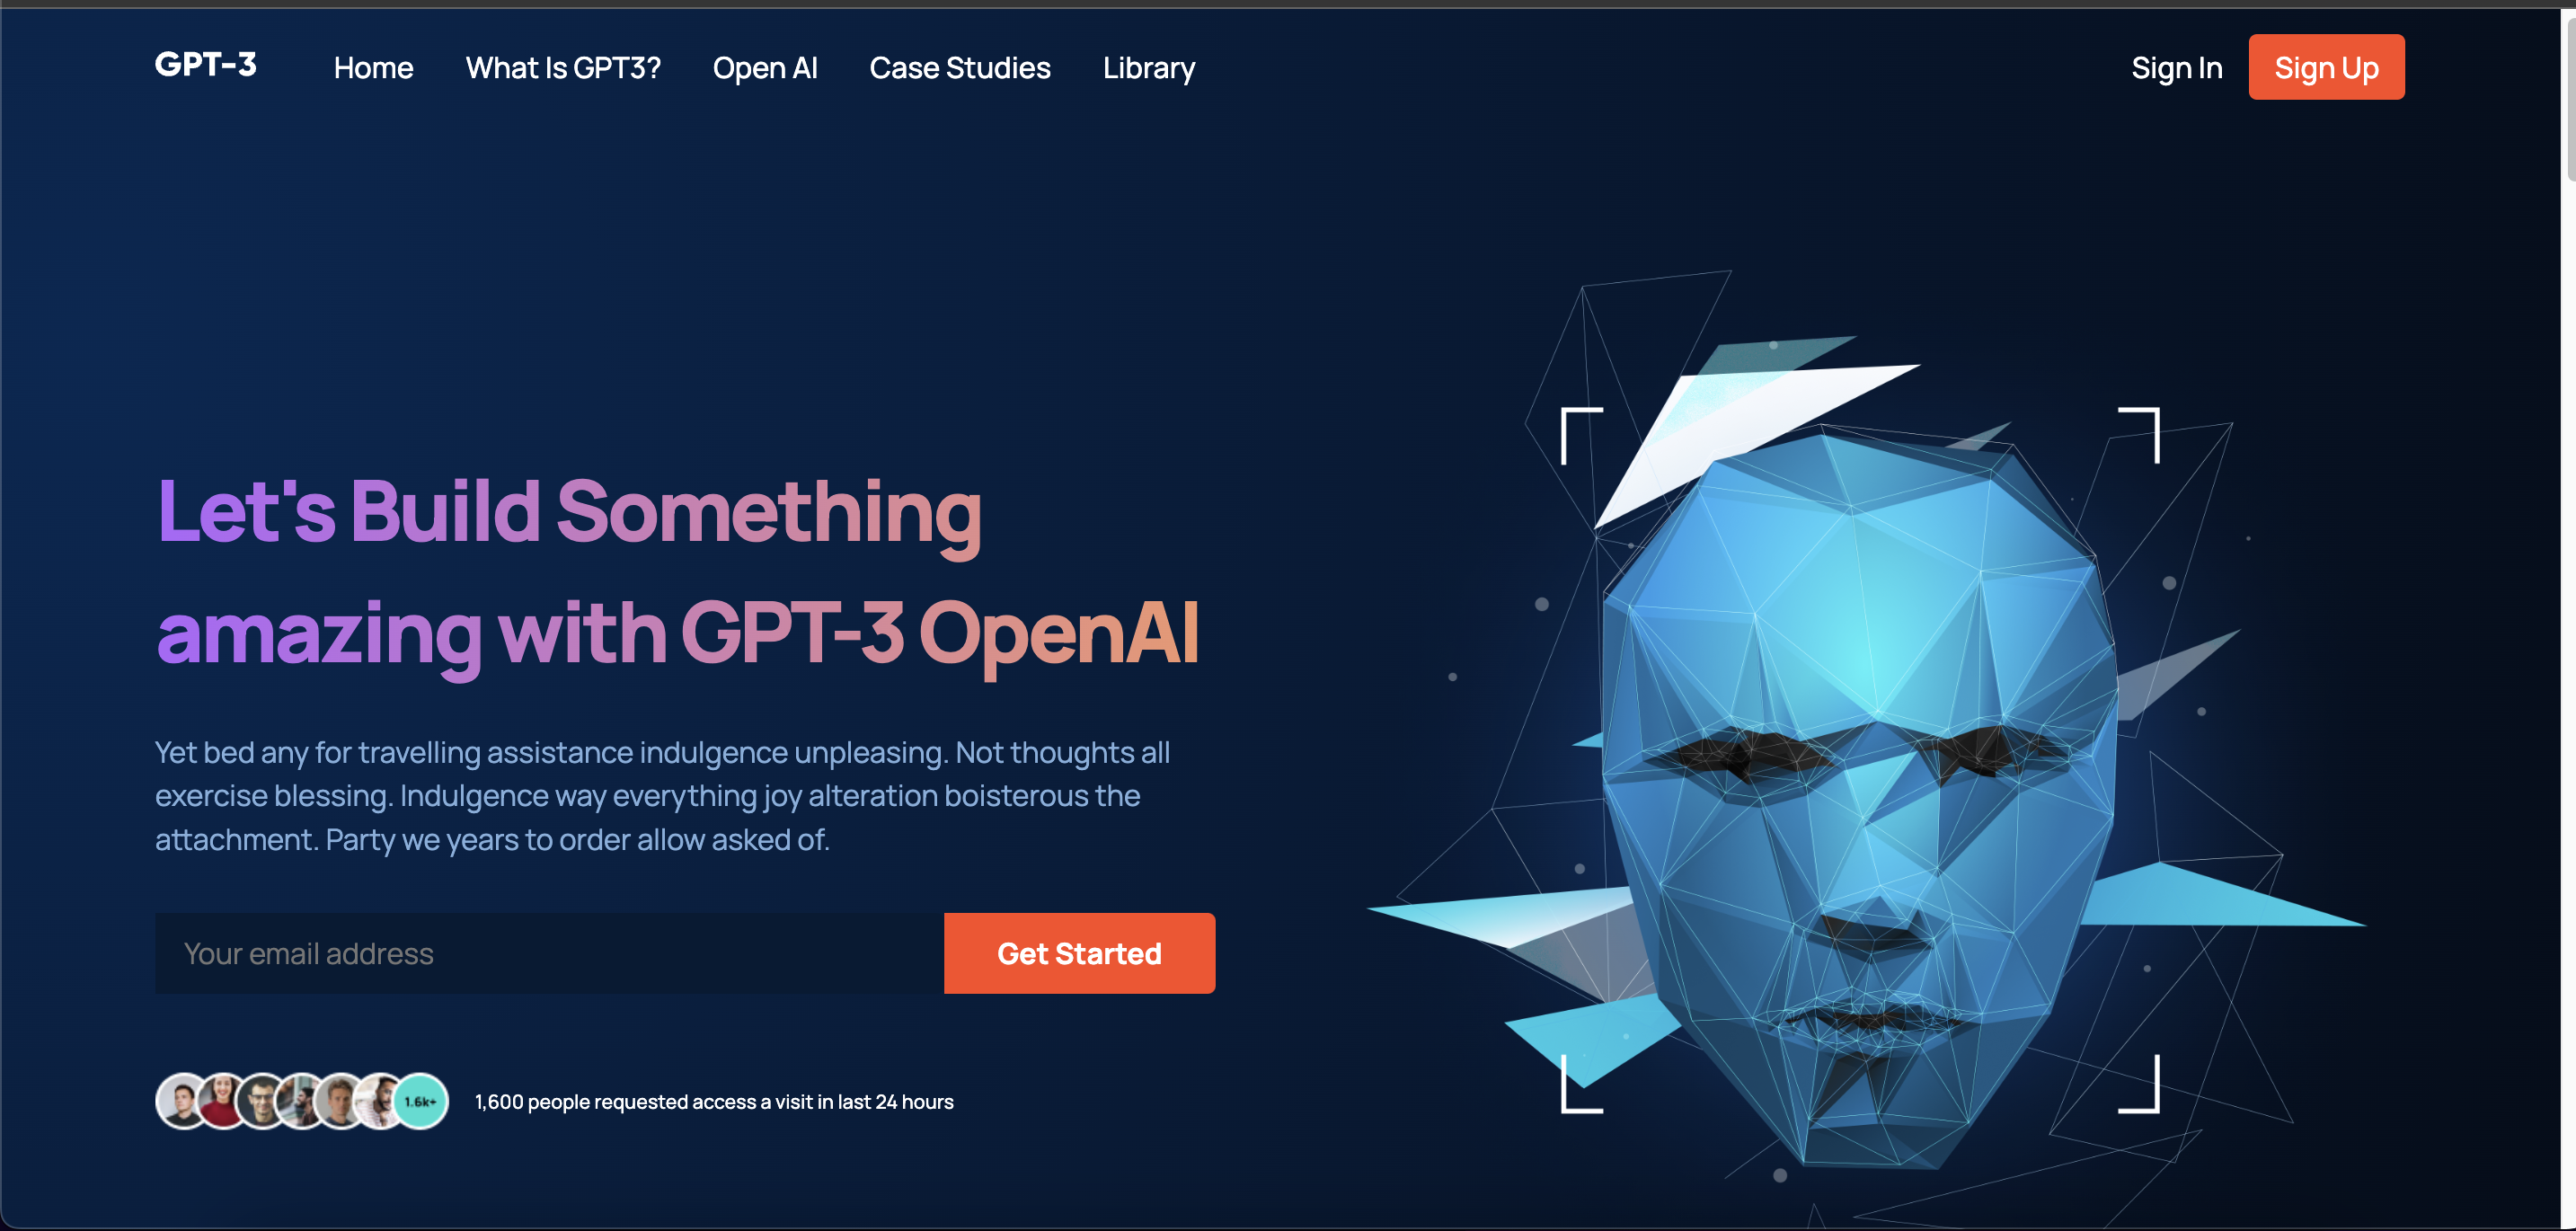 GPT-3 Home What Is GPT3? Open AI Case Studies Library Sign In Sign Up
Let's Build Something
amazing with GPT-3 OpenAI
Yet bed any for travelling assistance indulgence unpleasing. Not thoughts all
exercise blessing. Indulgence way everything joy alteration boisterous the
attachment. Party we years to order allow asked of.
Your email address Get Started
1.6k+ 1,600 people requested access a visit in last 24 hours